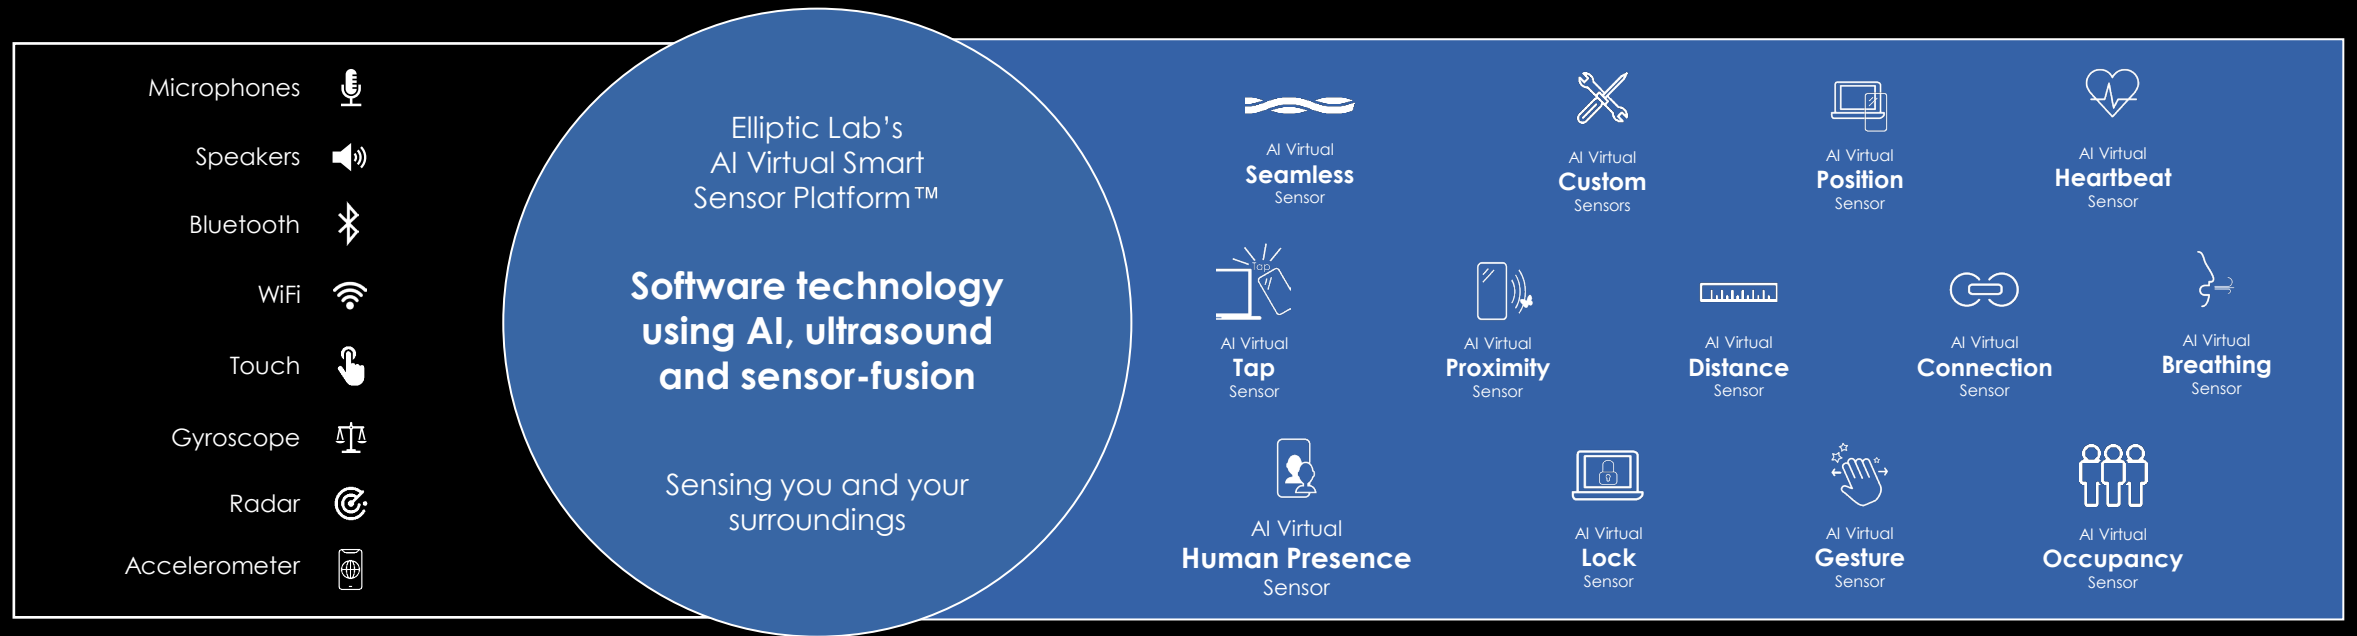 Microphones
Speakers
Bluetooth
WiFi
Touch
Gyroscope
Radar
Accelerometer
Elliptic Lab’s
AI Virtual Smart
Sensor Platform™
Software technology
using AI, ultrasound
and sensor-fusion
Sensing you and your
surroundings
AI Virtual
Seamless
Sensor
AI Virtual
Custom
Sensors
AI Virtual
Position
Sensor
AI Virtual
Heartbeat
Sensor
Tap
AI Virtual
Tap
Sensor
AI Virtual
Proximity
Sensor
AI Virtual
Distance
Sensor
AI Virtual
Connection
Sensor
AI Virtual
Breathing
Sensor
AI Virtual
Human Presence
Sensor
AI Virtual
Lock
Sensor
AI Virtual
Gesture
Sensor
AI Virtual
Occupancy
Sensor